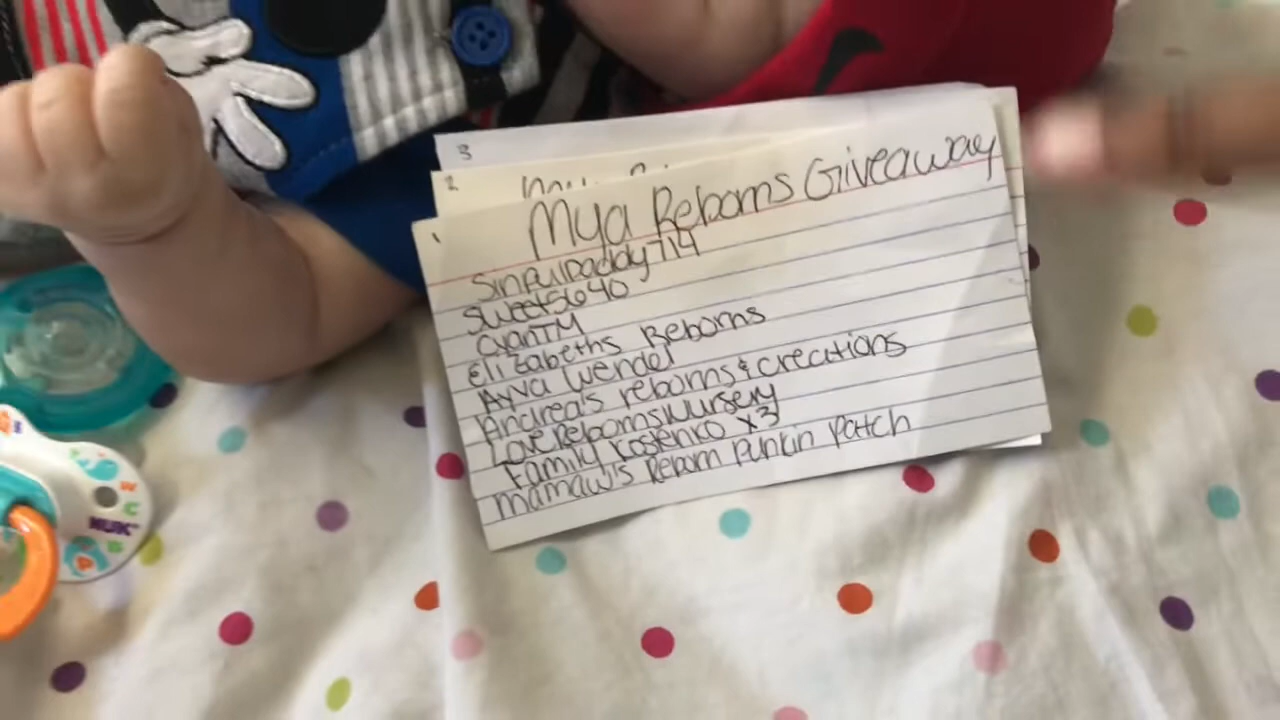 3
2
1
Mya Reborns Giveaway
SinfulDaddy714
Sweets640
CyanTM
Elizabeths Reborns
Ayva Wendel
Andrea's reborns & creations
LoveRebornsNursery
Family Kosenko x3
Mamaw's Reborn Punkin Patch
NUK